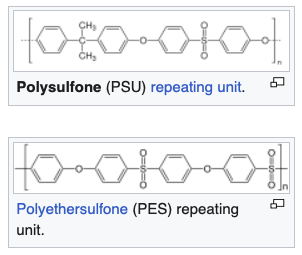 CH₃
O
O
S
O
C
O
CH₃
n
Polysulfone (PSU) repeating unit.
O
O
S
O
O
O
O
S
O
n
Polyethersulfone (PES) repeating
unit.